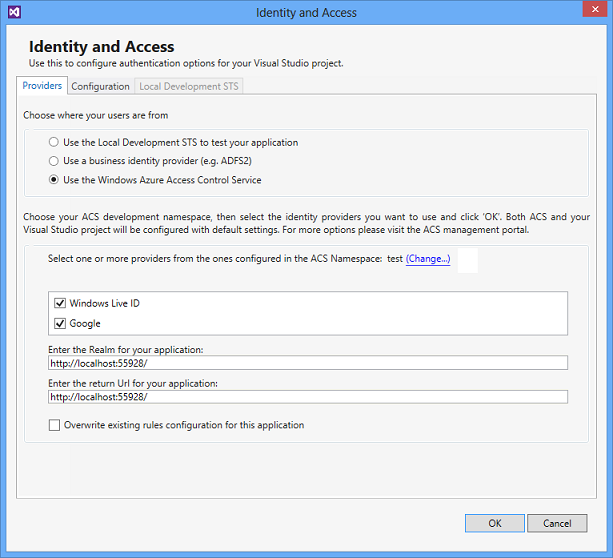 Identity and Access
Identity and Access
Use this to configure authentication options for your Visual Studio project.
Providers Configuration Local Development STS
Choose where your users are from
Use the Local Development STS to test your application
Use a business identity provider (e.g. ADFS2)
Use the Windows Azure Access Control Service
Choose your ACS development namespace, then select the identity providers you want to use and click 'OK'. Both ACS and your
Visual Studio project will be configured with default settings. For more options please visit the ACS management portal.
Select one or more providers from the ones configured in the ACS Namespace: test (Change...)
Windows Live ID
Google
Enter the Realm for your application:
http://localhost:55928/
Enter the return Url for your application:
http://localhost:55928/
Overwrite existing rules configuration for this application
OK Cancel